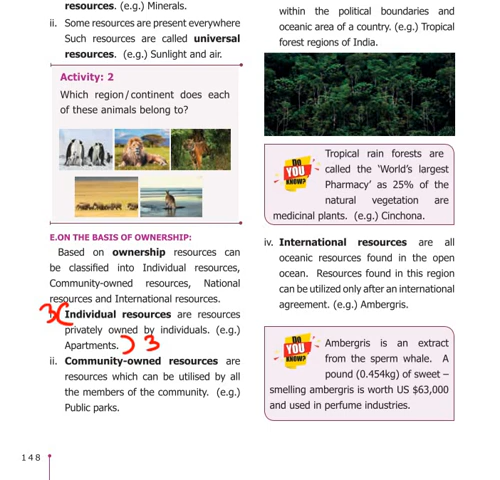 resources. (e.g.) Minerals.
ii. Some resources are present everywhere
Such resources are called universal
resources. (e.g.) Sunlight and air.
Activity: 2
Which region/continent does each
of these animals belong to?
E.ON THE BASIS OF OWNERSHIP:
Based on ownership resources can
be classified into Individual resources,
Community-owned resources, National
resources and International resources.
Individual resources are resources
privately owned by individuals. (e.g.)
Apartments. 3
ii. Community-owned resources are
resources which can be utilised by all
the members of the community. (e.g.)
Public parks.
within the political boundaries and
oceanic area of a country. (e.g.) Tropical
forest regions of India.
Do
YOU
KNOW?
Tropical rain forests are
called the 'World's largest
Pharmacy' as 25% of the
natural vegetation are
medicinal plants. (e.g.) Cinchona.
iv. International resources are all
oceanic resources found in the open
ocean. Resources found in this region
can be utilized only after an international
agreement. (e.g.) Ambergris.
Do
YOU
KNOW?
Ambergris is an extract
from the sperm whale. A
pound (0.454kg) of sweet –
smelling ambergris is worth US $63,000
and used in perfume industries.
148